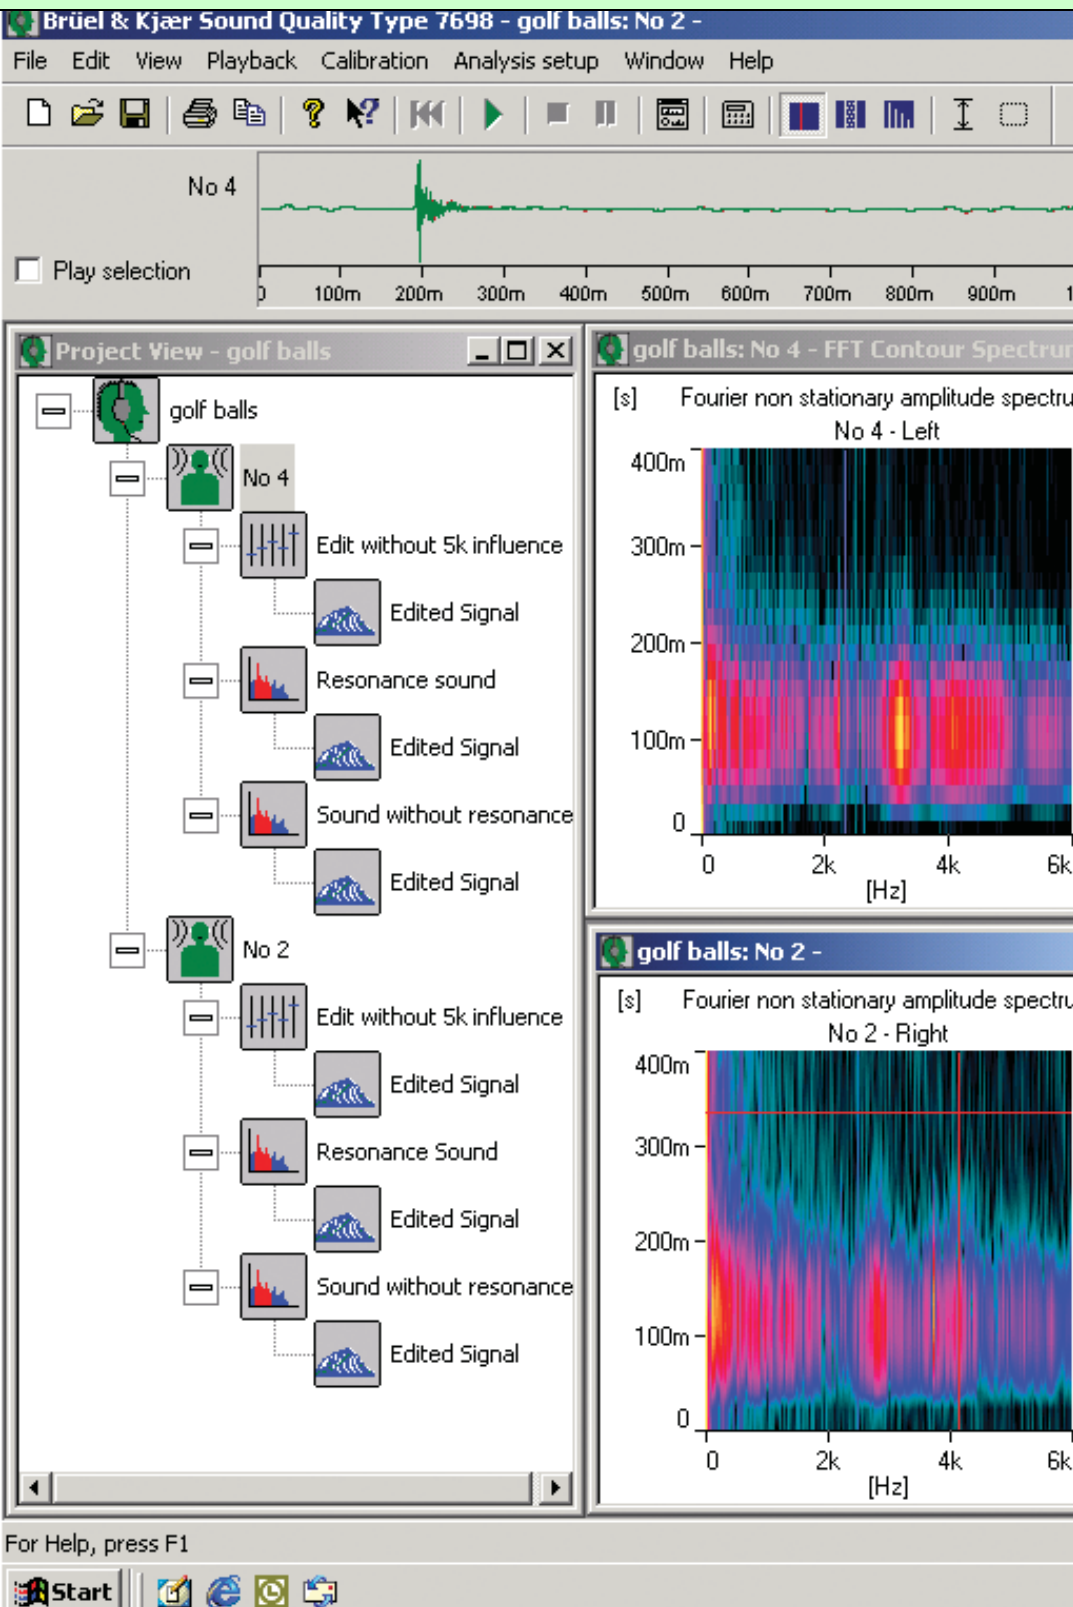 Brüel & Kjær Sound Quality Type 7698 - golf balls: No 2 -
File Edit View Playback Calibration Analysis setup Window Help
No 4
Play selection
100m 200m 300m 400m 500m 600m 700m 800m 900m
Project View - golf balls
golf balls
No 4
Edit without 5k influence
Edited Signal
Resonance sound
Edited Signal
Sound without resonance
Edited Signal
No 2
Edit without 5k influence
Edited Signal
Resonance Sound
Edited Signal
Sound without resonance
Edited Signal
golf balls: No 4 - FFT Contour Spectrum
[s] Fourier non stationary amplitude spectru
No 4 - Left
400m
300m
200m
100m
0
0 2k 4k 6k
[Hz]
golf balls: No 2 -
[s] Fourier non stationary amplitude spectru
No 2 - Right
400m
300m
200m
100m
0
0 2k 4k 6k
[Hz]
For Help, press F1
Start